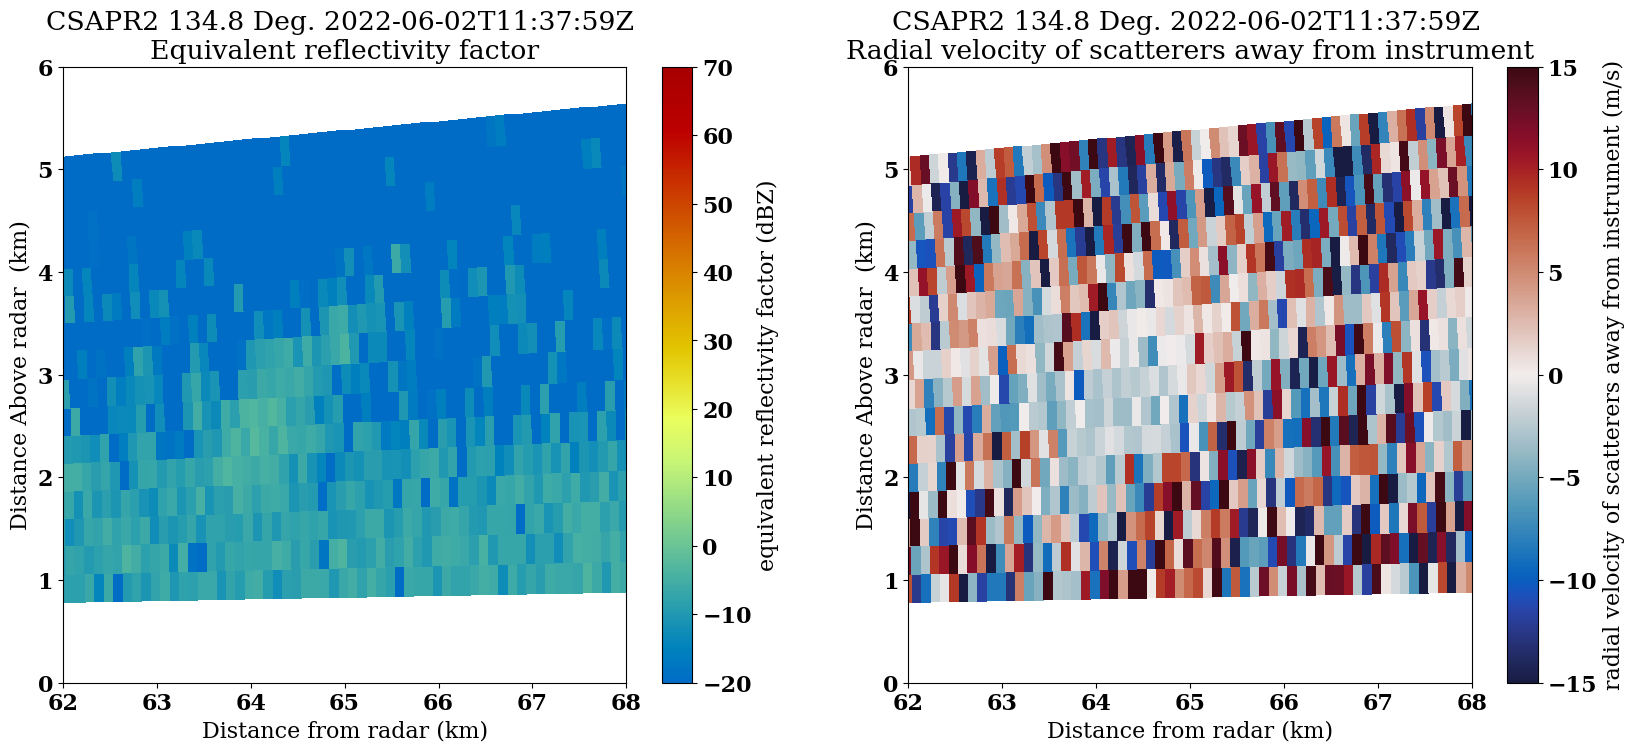 CSAPR2 134.8 Deg. 2022-06-02T11:37:59Z
Equivalent reflectivity factor
6
5
4
3
2
1
0
Distance Above radar  (km)
62 63 64 65 66 67 68
Distance from radar (km)
70
60
50
40
30
20
10
0
−10
−20
equivalent reflectivity factor (dBZ)
CSAPR2 134.8 Deg. 2022-06-02T11:37:59Z
Radial velocity of scatterers away from instrument
6
5
4
3
2
1
0
Distance Above radar  (km)
62 63 64 65 66 67 68
Distance from radar (km)
15
10
5
0
−5
−10
−15
radial velocity of scatterers away from instrument (m/s)